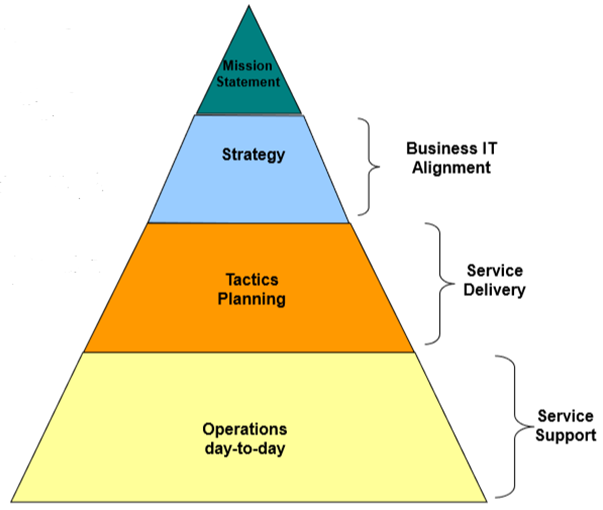 Mission
Statement
Strategy
Business IT
Alignment
Tactics
Planning
Service
Delivery
Operations
day-to-day
Service
Support